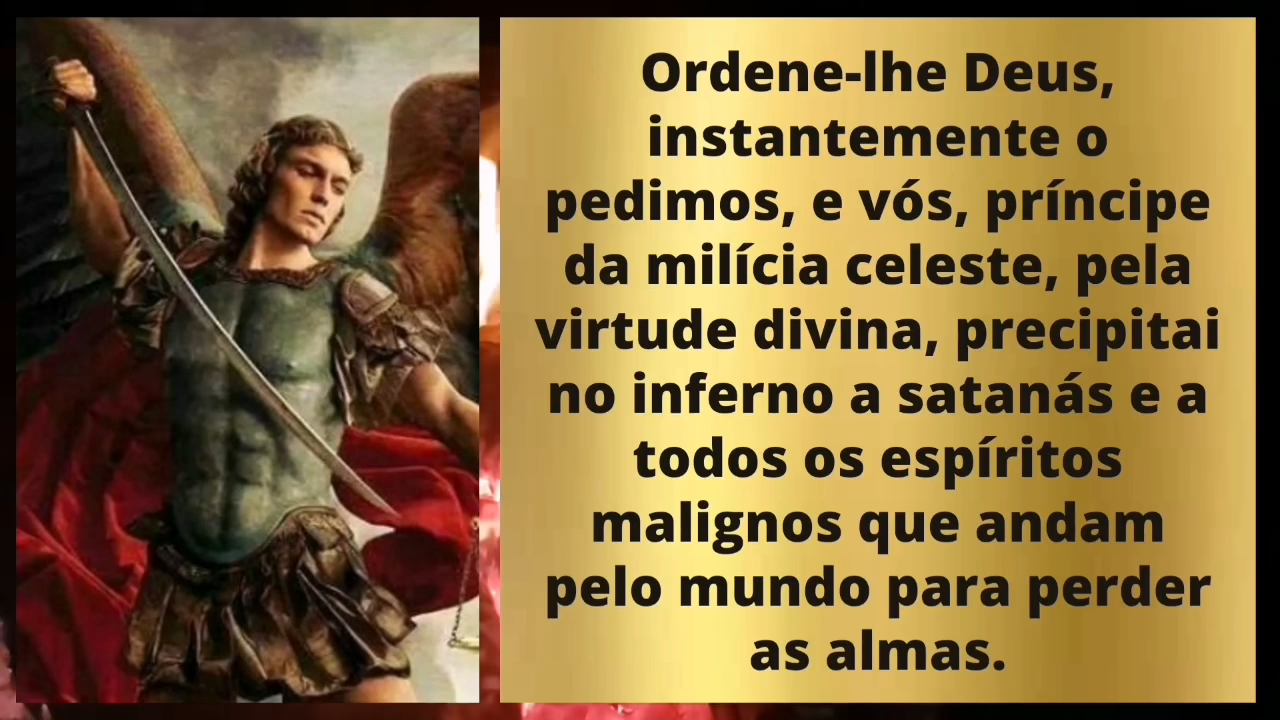 Ordene-lhe Deus,
instantemente o
pedimos, e vós, príncipe
da milícia celeste, pela
virtude divina, precipitai
no inferno a satanás e a
todos os espíritos
malignos que andam
pelo mundo para perder
as almas.